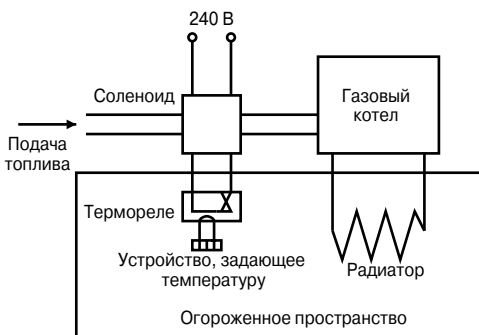 240 В
Соленоид
Газовый
котел
Подача
топлива
Термореле
Устройство, задающее
температуру
Радиатор
Огороженное пространство